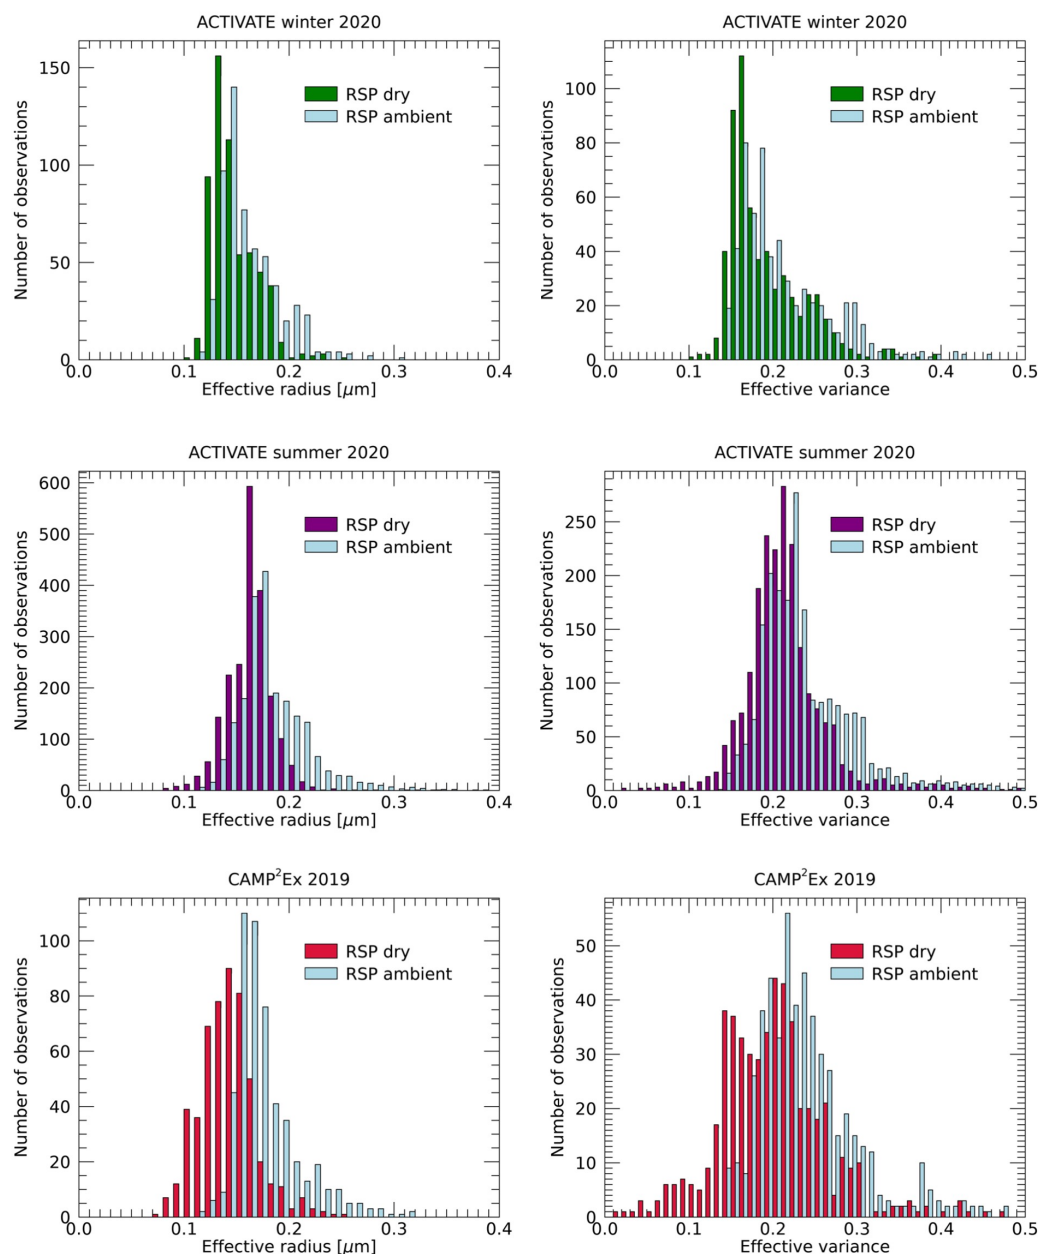 ACTIVATE winter 2020
ACTIVATE winter 2020
150
100
50
0
0.0 0.1 0.2 0.3 0.4
Number of observations
Effective radius [μm]
RSP dry
RSP ambient
100
80
60
40
20
0
0.0 0.1 0.2 0.3 0.4 0.5
Number of observations
Effective variance
RSP dry
RSP ambient
ACTIVATE summer 2020
ACTIVATE summer 2020
600
500
400
300
200
100
0
0.0 0.1 0.2 0.3 0.4
Number of observations
Effective radius [μm]
RSP dry
RSP ambient
250
200
150
100
50
0
0.0 0.1 0.2 0.3 0.4 0.5
Number of observations
Effective variance
RSP dry
RSP ambient
CAMP²Ex 2019
CAMP²Ex 2019
100
80
60
40
20
0
0.0 0.1 0.2 0.3 0.4
Number of observations
Effective radius [μm]
RSP dry
RSP ambient
50
40
30
20
10
0
0.0 0.1 0.2 0.3 0.4 0.5
Number of observations
Effective variance
RSP dry
RSP ambient